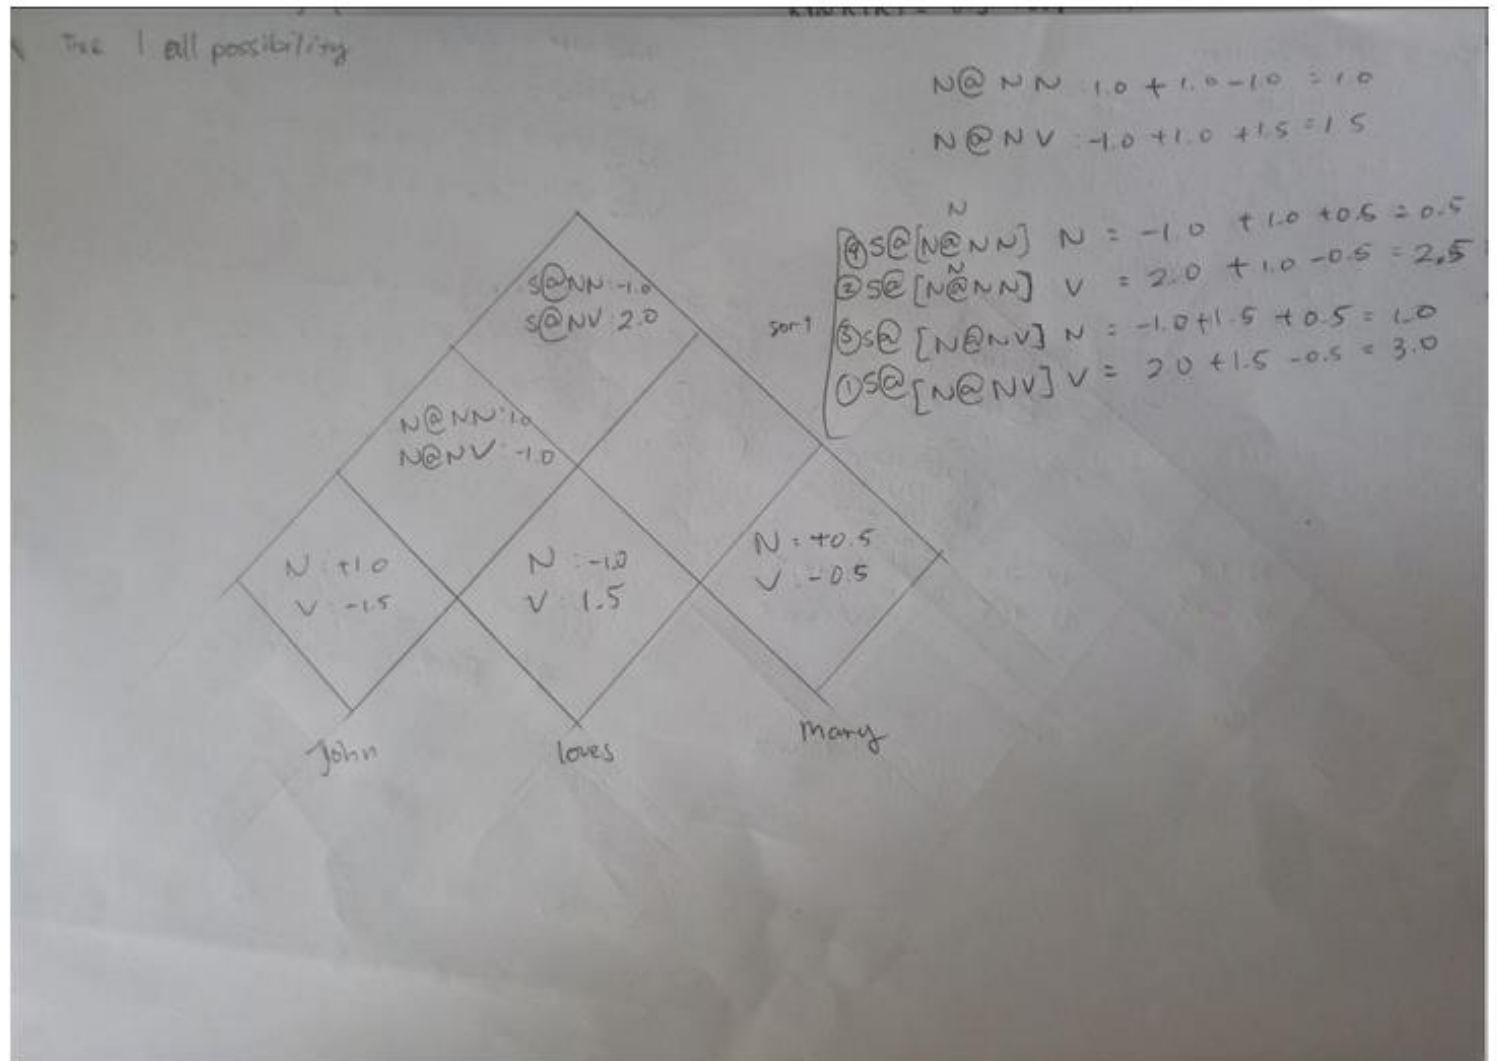 Tree 1 all possibility
N@NN : 1.0 + 1.0 - 1.0 = 1.0
N@NV : -1.0 + 1.0 + 1.5 = 1.5
N
④ S@[N@NN] N = -1.0 + 1.0 + 0.5 = 0.5
N
② S@[N@NN] V = 2.0 + 1.0 - 0.5 = 2.5
sort
③ S@[N@NV] N = -1.0 + 1.5 + 0.5 = 1.0
① S@[N@NV] V = 2.0 + 1.5 - 0.5 = 3.0
S@NN : -1.0
S@NV : 2.0
N@NN : 1.0
N@NV : -1.0
N : +1.0
V : -1.5
N : -1.0
V : 1.5
N = +0.5
V : -0.5
John
loves
Mary